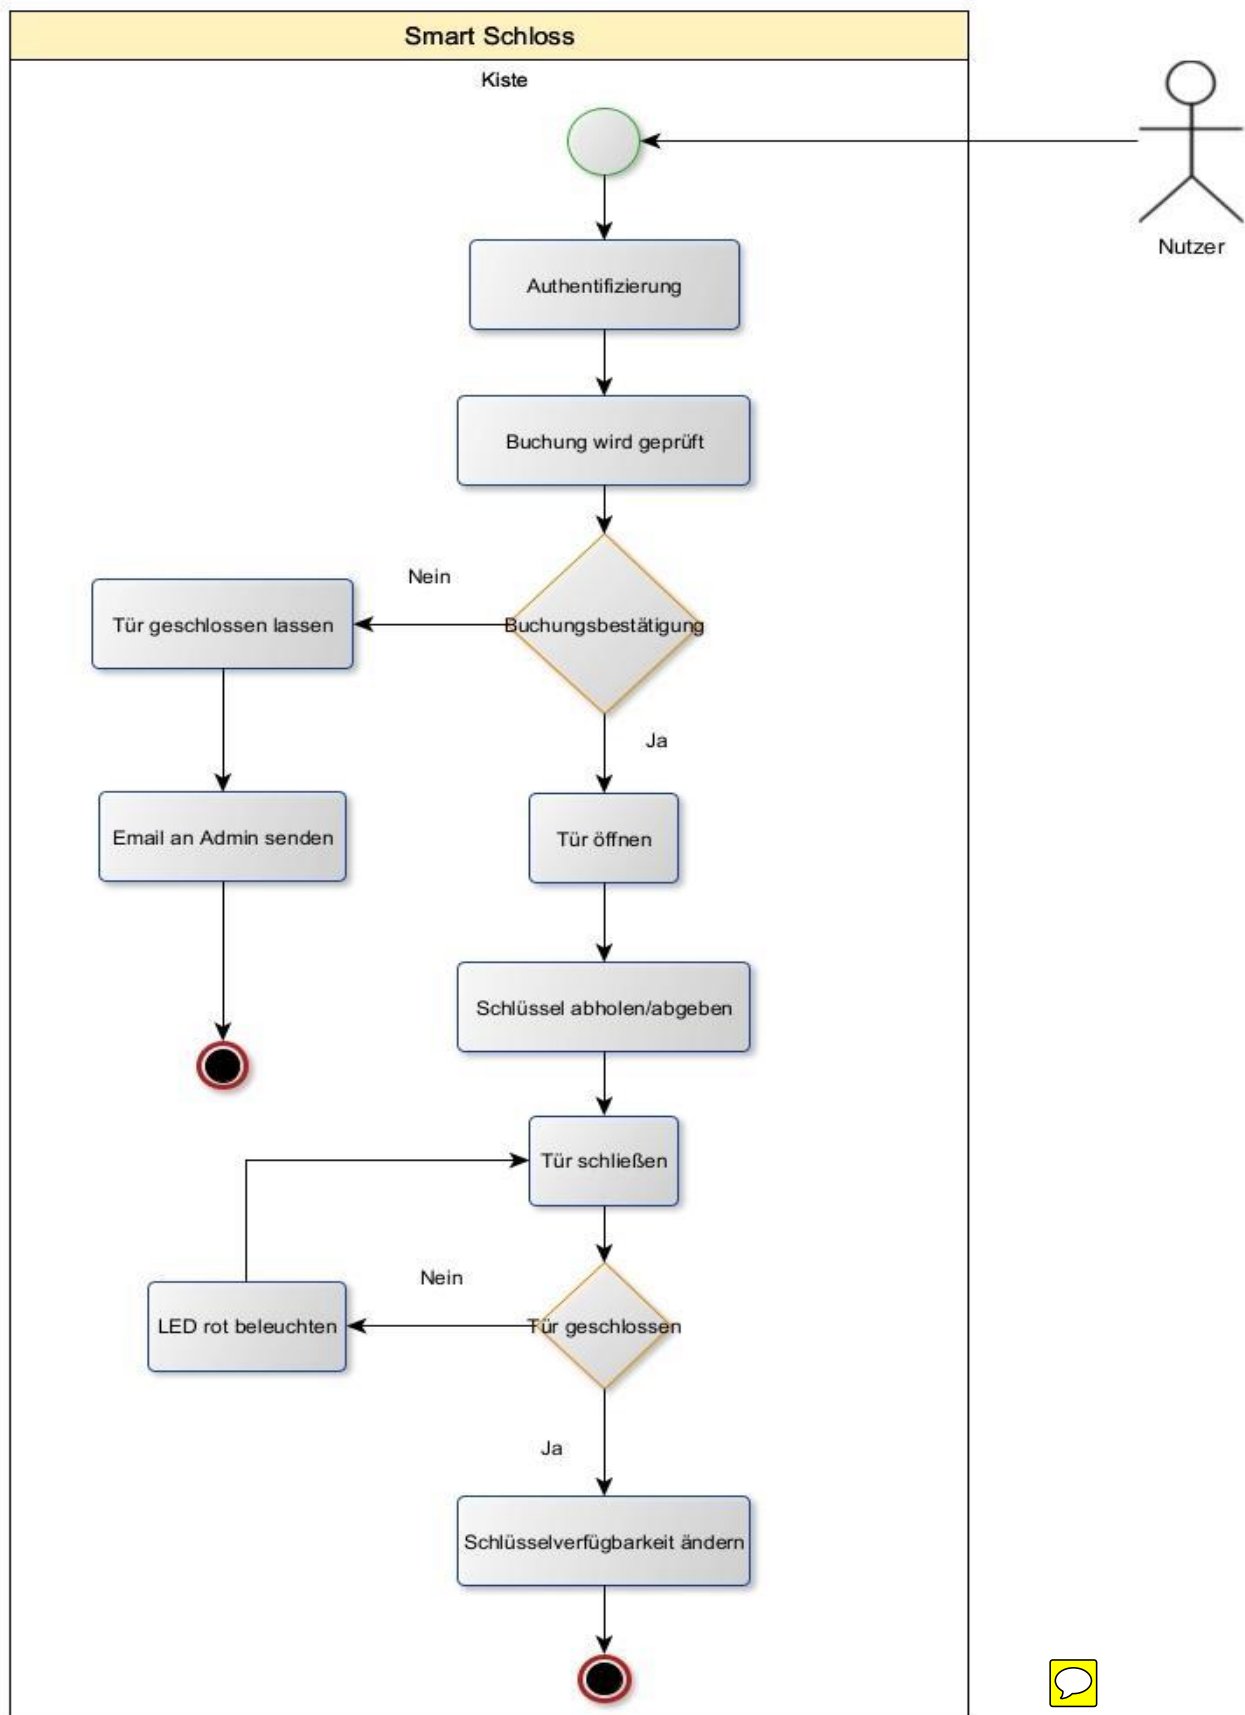 Smart Schloss
Kiste
Nutzer
Authentifizierung
Buchung wird geprüft
Nein
Tür geschlossen lassen
Buchungsbestätigung
Ja
Email an Admin senden
Tür öffnen
Schlüssel abholen/abgeben
Tür schließen
Nein
LED rot beleuchten
Tür geschlossen
Ja
Schlüsselverfügbarkeit ändern